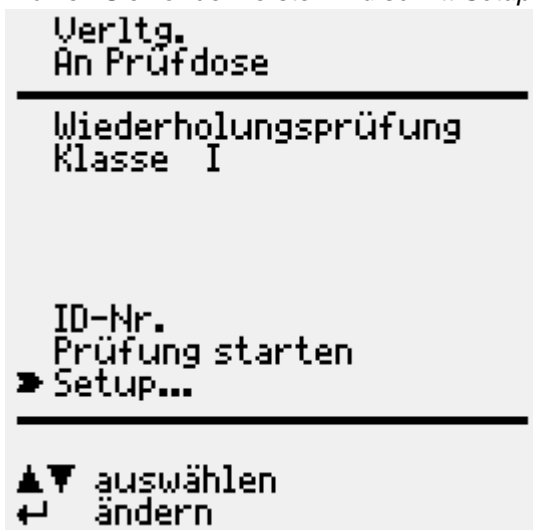 Verltg.
An Prüfdose
Wiederholungsprüfung
Klasse I
ID-Nr.
Prüfung starten
Setup...
▲▼ auswählen
↵ ändern